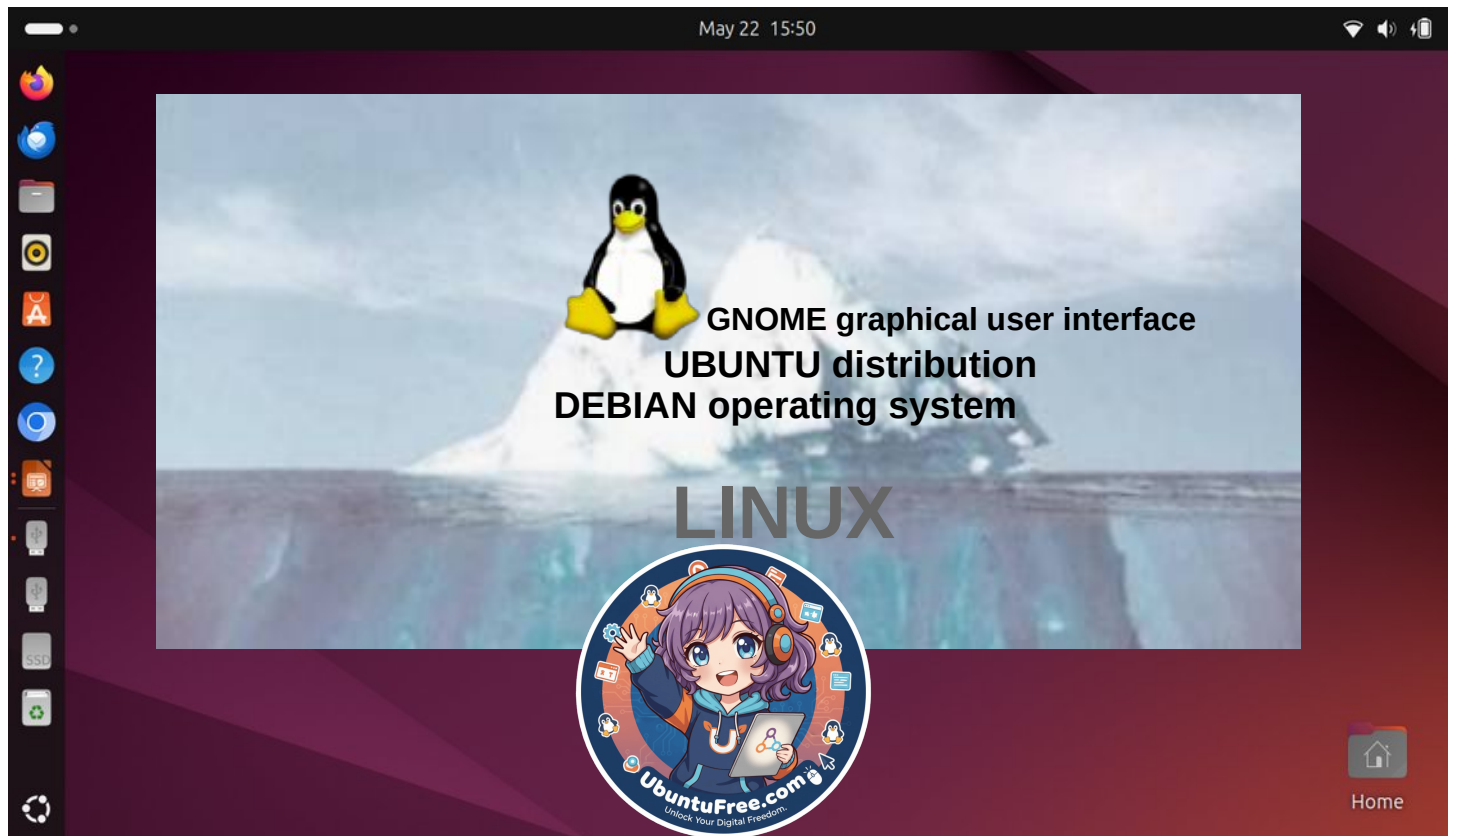 May 22 15:50
GNOME graphical user interface
UBUNTU distribution
DEBIAN operating system
LINUX
SSD
UbuntuFree.com
Unlock Your Digital Freedom.
Home